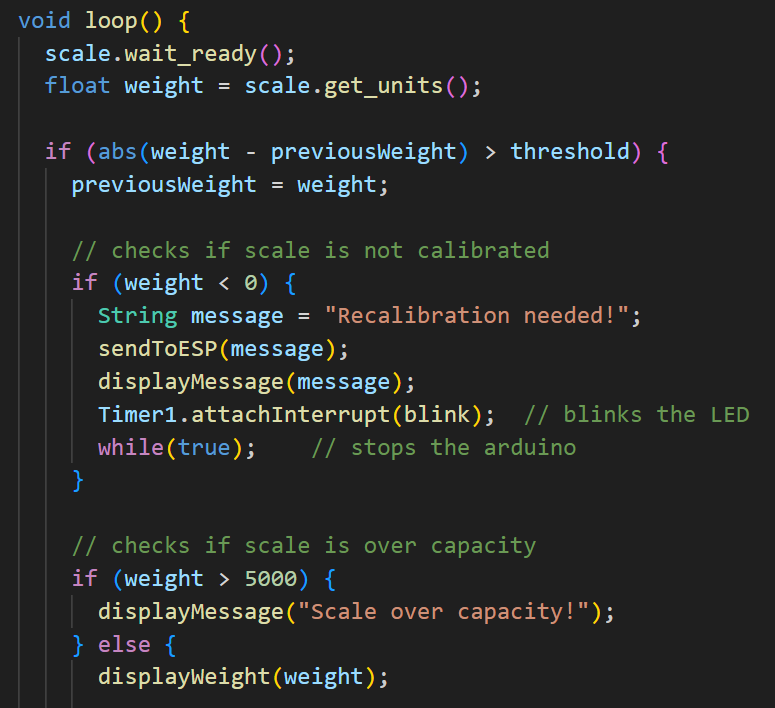 void loop() {
  scale.wait_ready();
  float weight = scale.get_units();

  if (abs(weight - previousWeight) > threshold) {
    previousWeight = weight;

    // checks if scale is not calibrated
    if (weight < 0) {
      String message = "Recalibration needed!";
      sendToESP(message);
      displayMessage(message);
      Timer1.attachInterrupt(blink);  // blinks the LED
      while(true);    // stops the arduino
    }

    // checks if scale is over capacity
    if (weight > 5000) {
      displayMessage("Scale over capacity!");
    } else {
      displayWeight(weight);